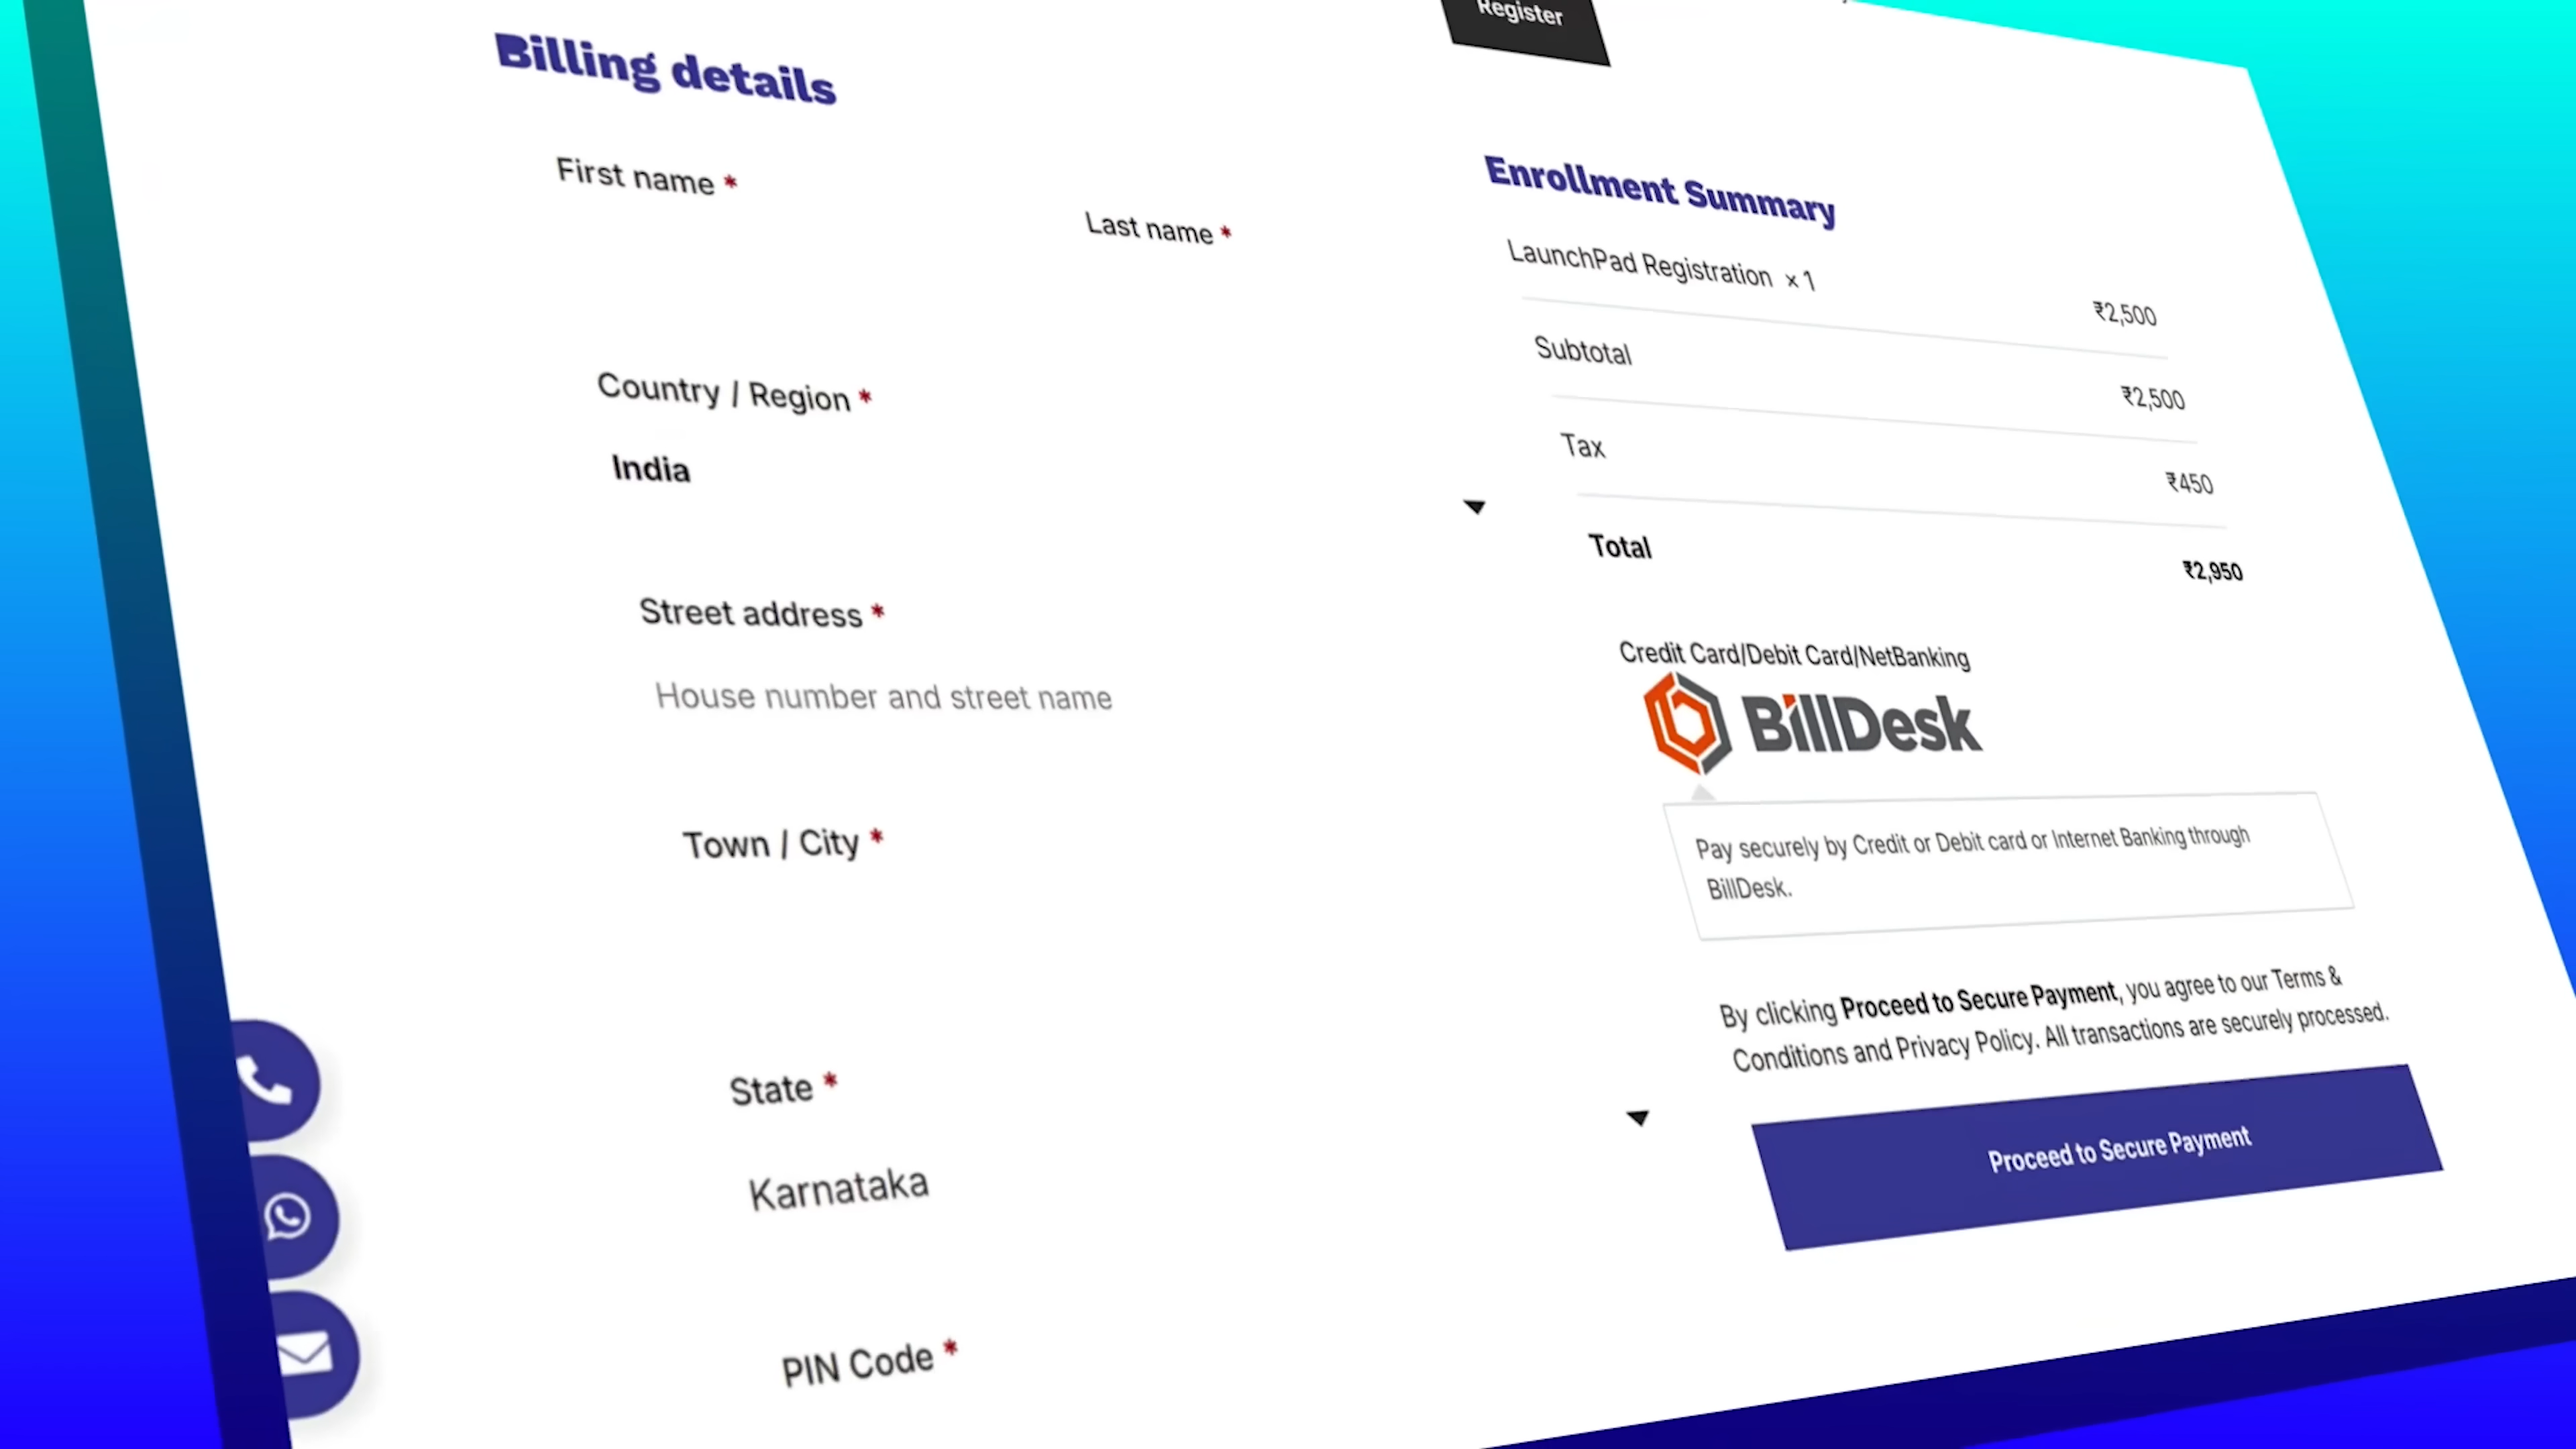 Register
Billing details
First name *
Last name *
Country / Region *
India
Street address *
House number and street name
Town / City *
State *
Karnataka
PIN Code *
Enrollment Summary
LaunchPad Registration × 1
₹2,500
Subtotal
₹2,500
Tax
₹450
Total
₹2,950
Credit Card/Debit Card/NetBanking
BillDesk
Pay securely by Credit or Debit card or Internet Banking through
BillDesk.
By clicking Proceed to Secure Payment, you agree to our Terms &
Conditions and Privacy Policy. All transactions are securely processed.
Proceed to Secure Payment